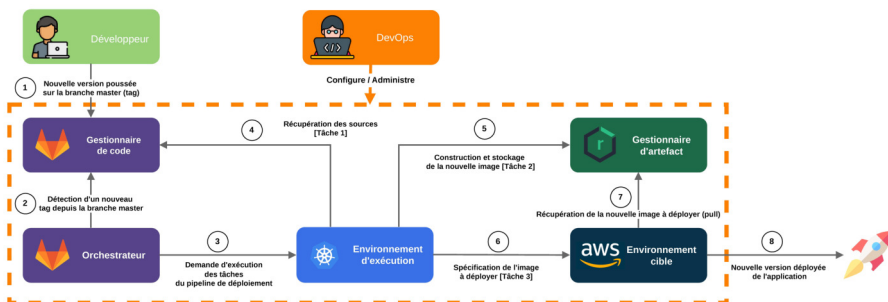 Développeur
DevOps
Configure / Administre
1
Nouvelle version poussée
sur la branche master (tag)
Gestionnaire
de code
4
Récupération des sources
[Tâche 1]
5
Construction et stockage
de la nouvelle image [Tâche 2]
r
Gestionnaire
d'artefact
2
Détection d'un nouveau
tag depuis la branche master
7
Récupération de la nouvelle image à déployer (pull)
Orchestrateur
3
Demande d'exécution
des tâches
du pipeline de déploiement
Environnement
d'exécution
6
Spécification de l'image
à déployer [Tâche 3]
aws
Environnement
cible
8
Nouvelle version déployée
de l'application